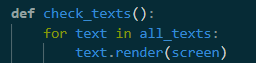 def check_texts():
    for text in all_texts:
        text.render(screen)